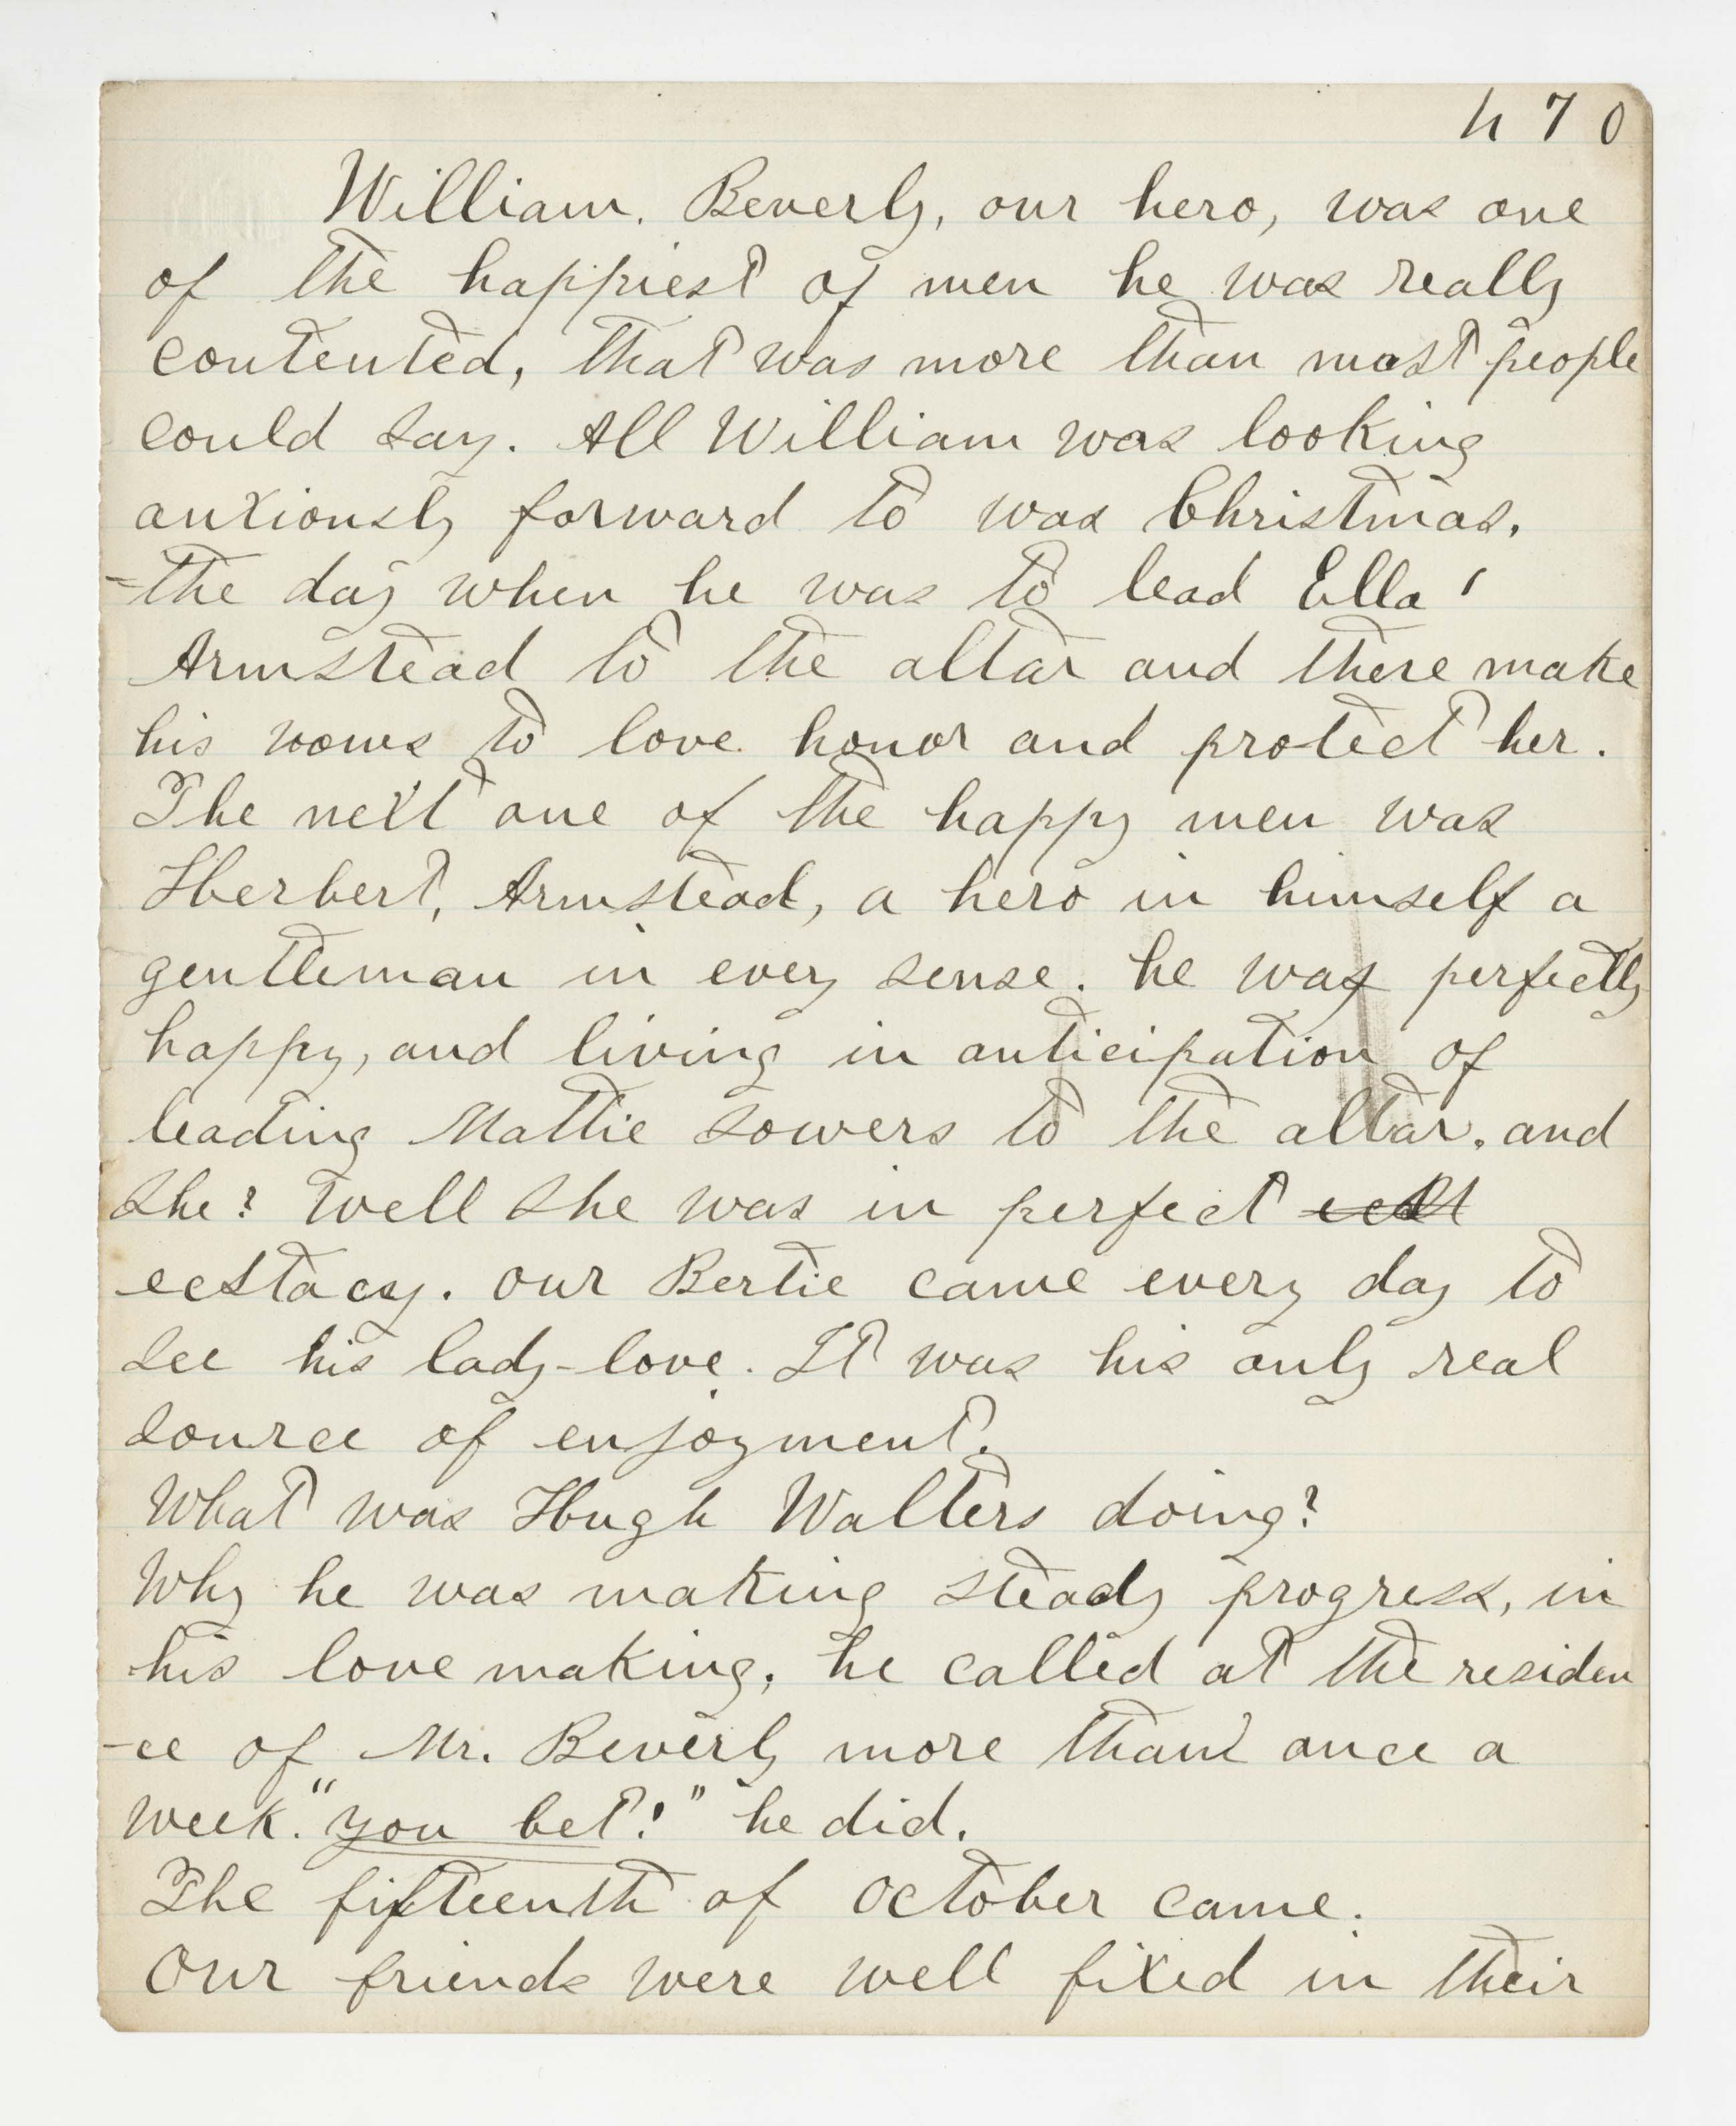 470
William. Beverly, our hero, was one
of the happiest of men he was really
contented, that was more than most people
could say. All William was looking
anxiously forward to was Christmas.
-the day when he was to lead Ella'
Armstead to the altar and there make
his vows to love honor and protect her.
The next one of the happy men was
Herbert, Armstead, a hero in himself a
gentleman in every sense. he was perfectly
happy, and living in anticipation of
leading Mattie Sowers to the altar. and
she? well she was in perfect
ecstacy. our Bertie came every day to
see his lady-love. It was his only real
source of enjoyment.
What was Hugh Walters doing?
Why he was making steady progress, in
his love making, he called at the residen
-ce of Mr. Beverly more than once a
week. "you bet!" he did.
The fifteenth of October came.
Our friends were well fixed in their